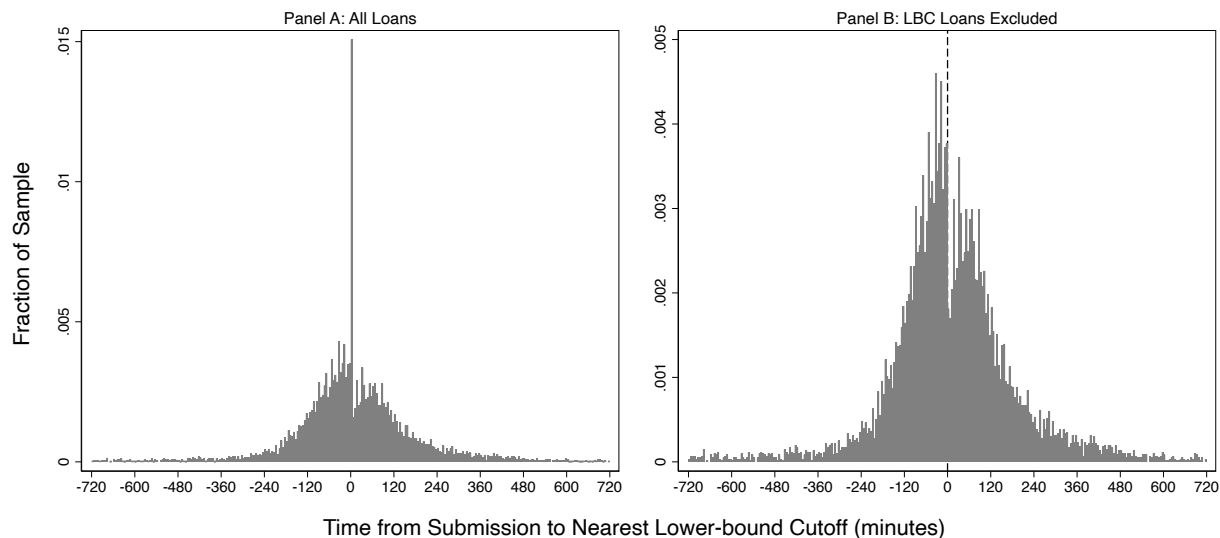 Panel A: All Loans
Panel B: LBC Loans Excluded
Fraction of Sample
.015
.01
.005
0
-720 -600 -480 -360 -240 -120 0 120 240 360 480 600 720
.005
.004
.003
.002
.001
0
-720 -600 -480 -360 -240 -120 0 120 240 360 480 600 720
Time from Submission to Nearest Lower-bound Cutoff (minutes)